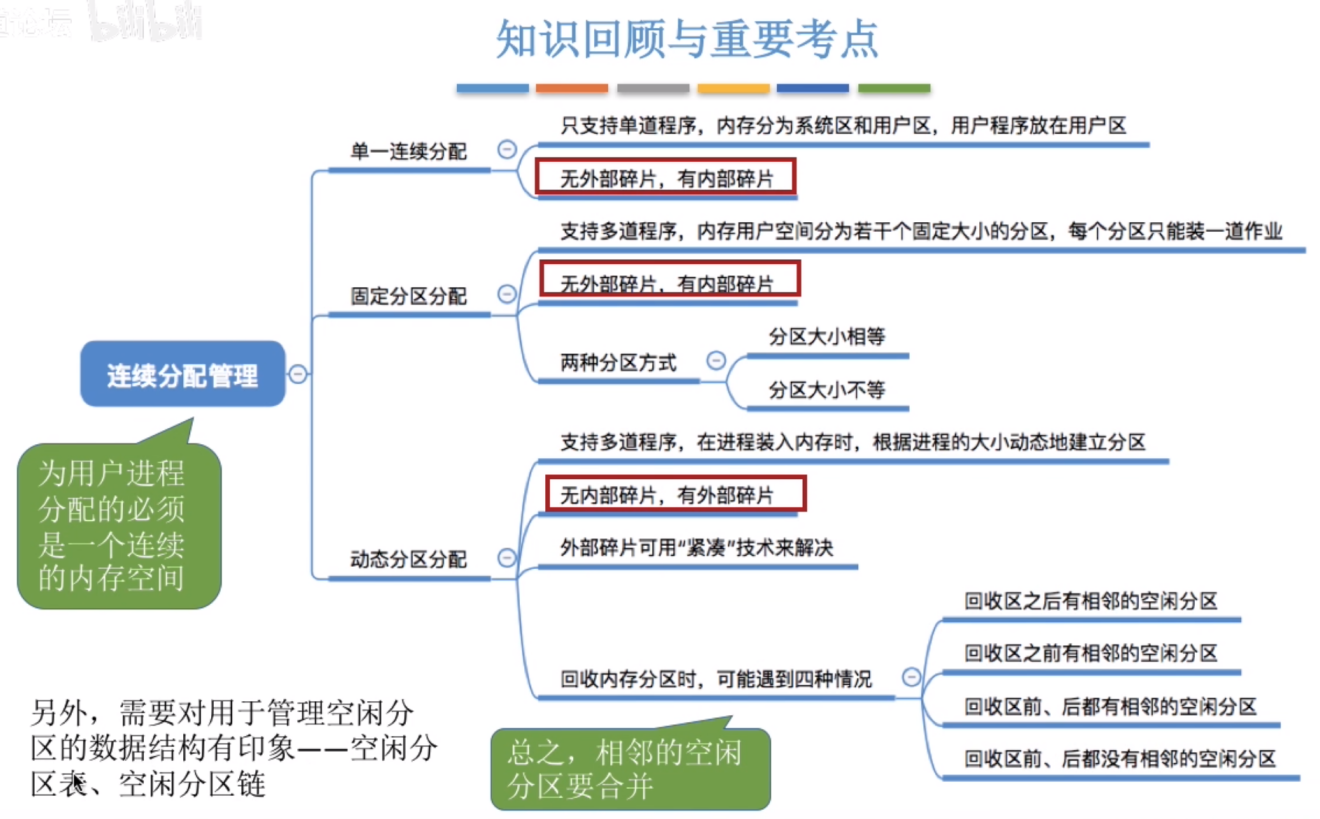 知识回顾与重要考点
只支持单道程序，内存分为系统区和用户区，用户程序放在用户区
单一连续分配
无外部碎片，有内部碎片
支持多道程序，内存用户空间分为若干个固定大小的分区，每个分区只能装一道作业
无外部碎片，有内部碎片
固定分区分配
分区大小相等
两种分区方式
分区大小不等
连续分配管理
为用户进程
分配的必须
是一个连续
的内存空间
支持多道程序，在进程装入内存时，根据进程的大小动态地建立分区
无内部碎片，有外部碎片
外部碎片可用“紧凑”技术来解决
动态分区分配
回收区之后有相邻的空闲分区
回收区之前有相邻的空闲分区
回收内存分区时，可能遇到四种情况
回收区前、后都有相邻的空闲分区
回收区前、后都没有相邻的空闲分区
总之，相邻的空闲
分区要合并
另外，需要对用于管理空闲分
区的数据结构有印象——空闲分
区表、空闲分区链
bilibili